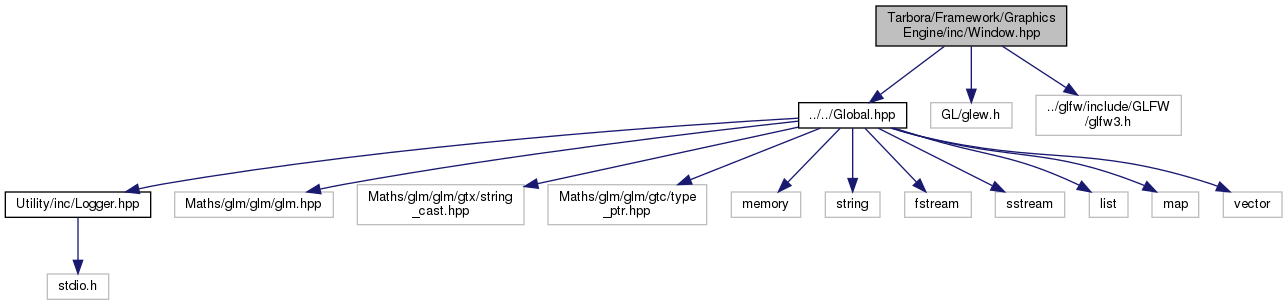 Tarbora/Framework/Graphics
Engine/inc/Window.hpp
../../Global.hpp
GL/glew.h
../glfw/include/GLFW
/glfw3.h
Utility/inc/Logger.hpp
Maths/glm/glm/glm.hpp
Maths/glm/glm/gtx/string
_cast.hpp
Maths/glm/glm/gtc/type
_ptr.hpp
memory
string
fstream
sstream
list
map
vector
stdio.h